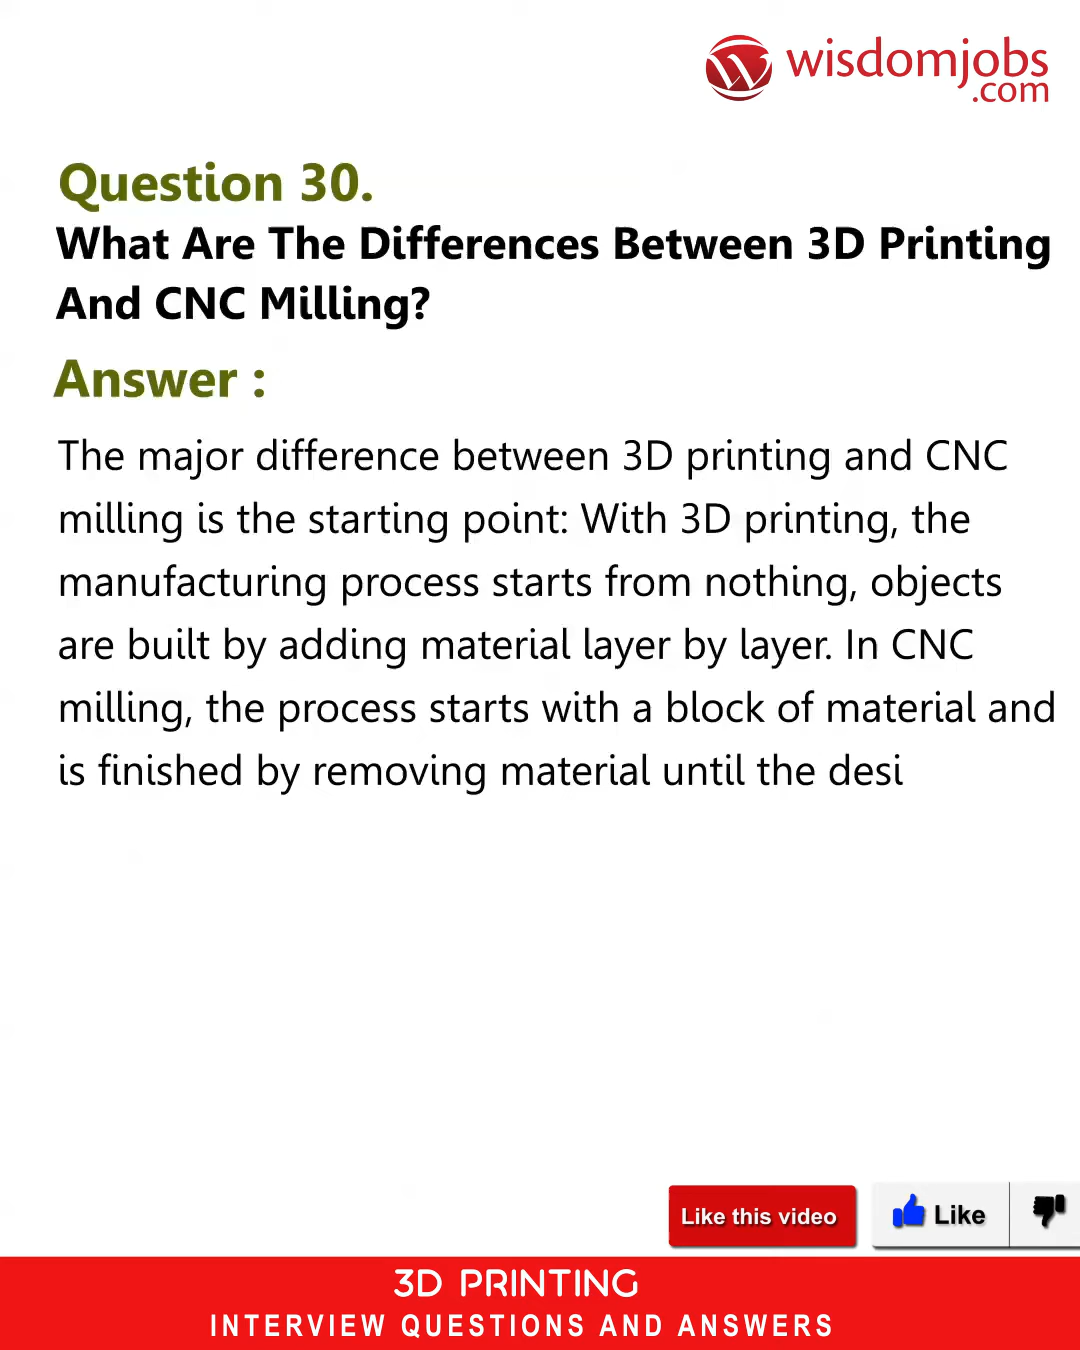 wisdomjobs
.com
Question 30.
What Are The Differences Between 3D Printing
And CNC Milling?
Answer :
The major difference between 3D printing and CNC
milling is the starting point: With 3D printing, the
manufacturing process starts from nothing, objects
are built by adding material layer by layer. In CNC
milling, the process starts with a block of material and
is finished by removing material until the desi
Like this video
Like
3D PRINTING
INTERVIEW QUESTIONS AND ANSWERS